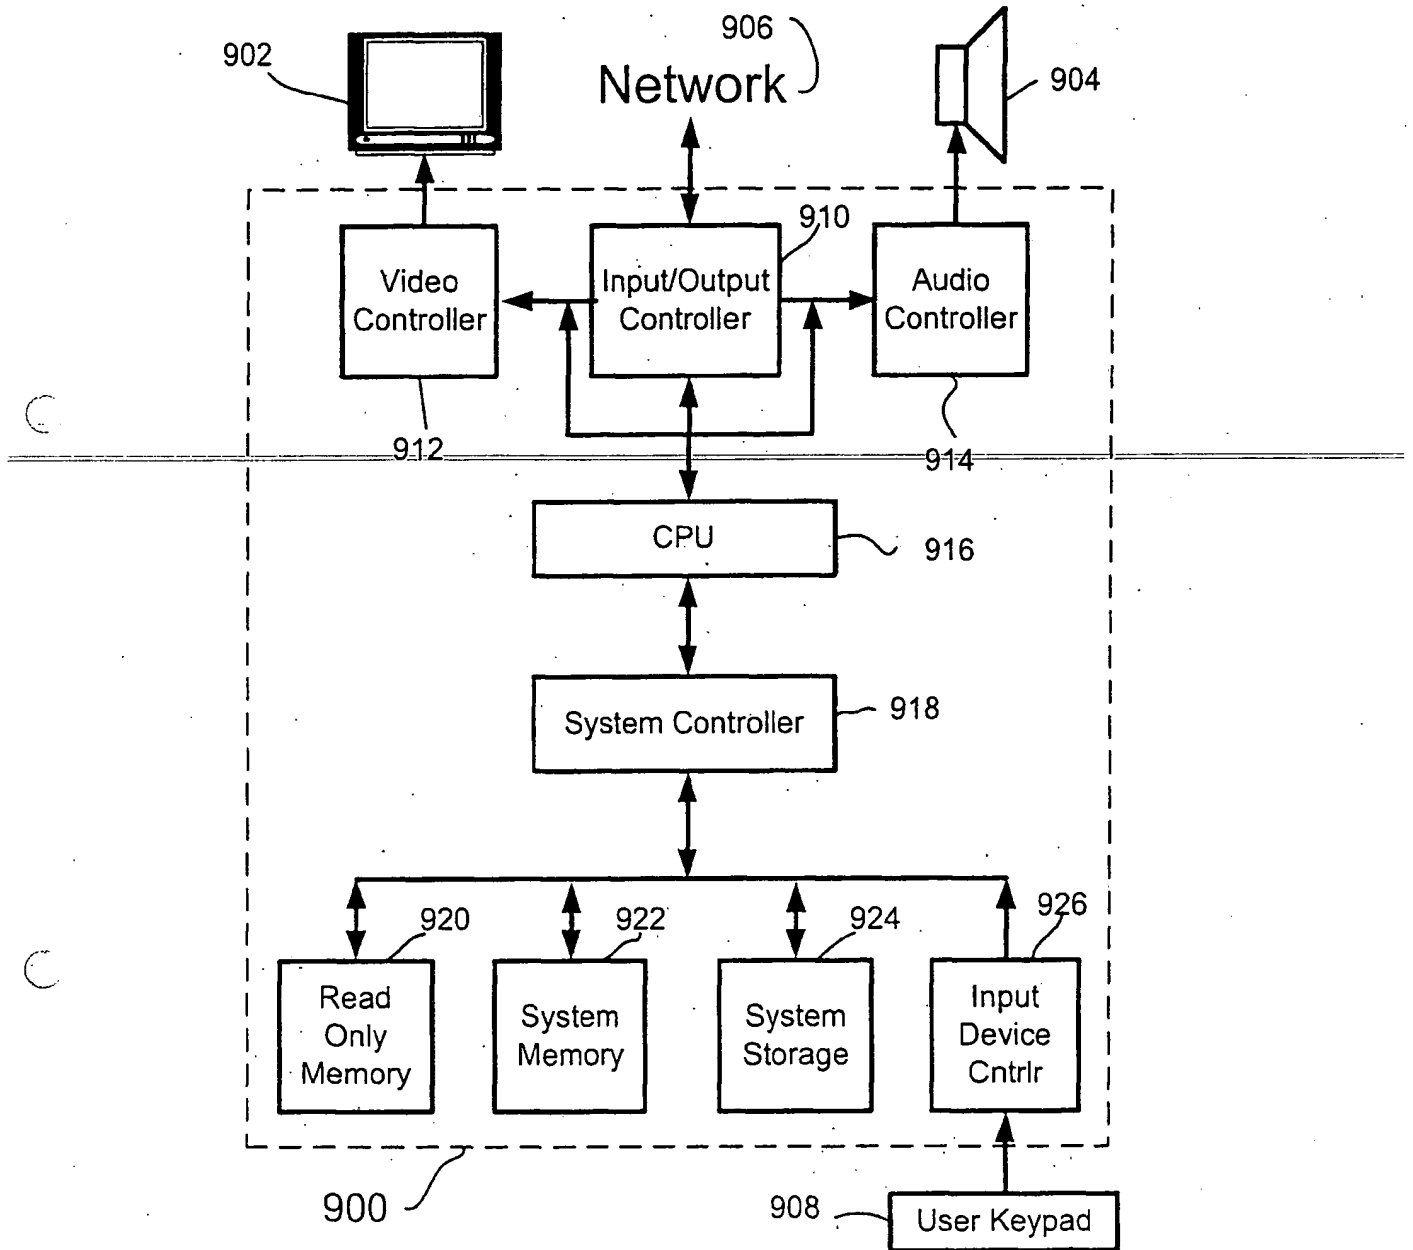 906
902
Network
904
910
Video
Controller
Input/Output
Controller
Audio
Controller
912
914
CPU
916
System Controller
918
920
922
924
926
Read
Only
Memory
System
Memory
System
Storage
Input
Device
Cntrlr
900
908
User Keypad